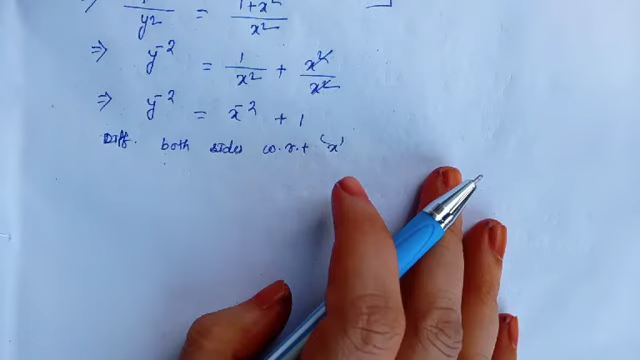 ⇒ 1/y² = 1+x²/x²
⇒ y⁻² = 1/x² + x²/x²
⇒ y⁻² = x⁻² + 1
Diff. both sides w.r.t 'x'